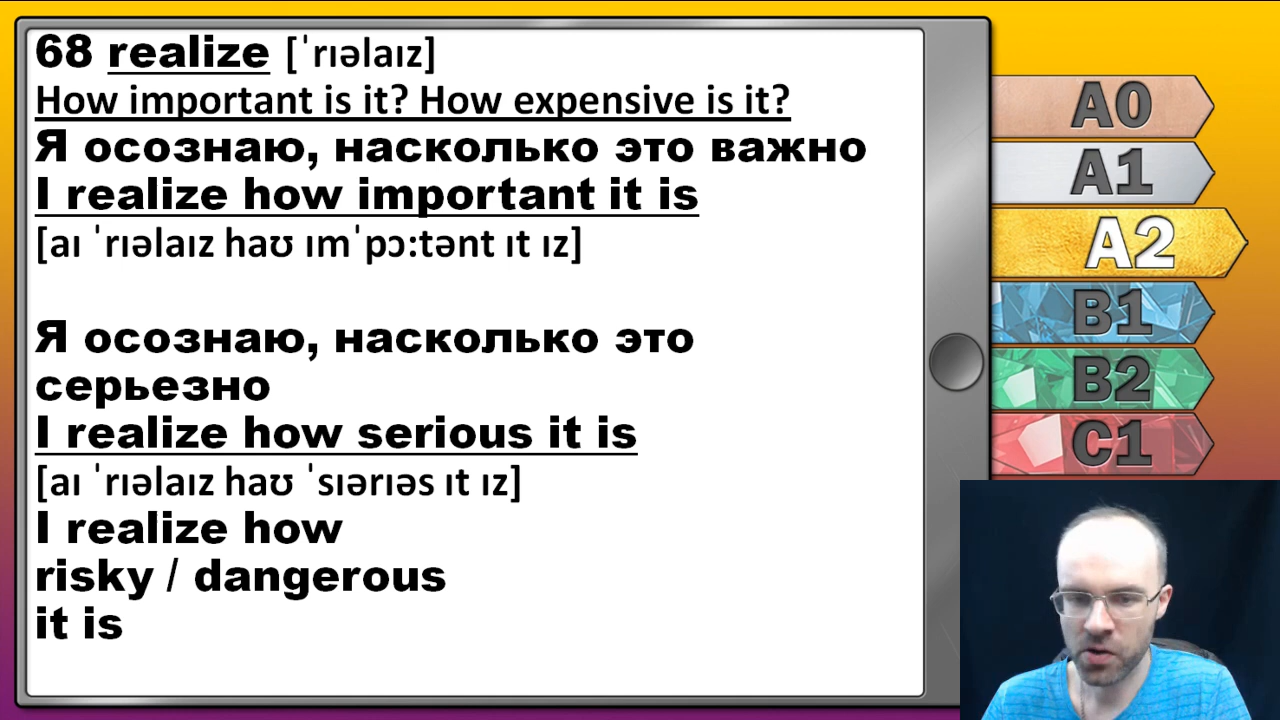 68 realize [ˈrɪəlaɪz]
How important is it? How expensive is it?
Я осознаю, насколько это важно
I realize how important it is
[aɪ ˈrɪəlaɪz haʊ ɪmˈpɔ:tənt ɪt ɪz]
Я осознаю, насколько это
серьезно
I realize how serious it is
[aɪ ˈrɪəlaɪz haʊ ˈsɪərɪəs ɪt ɪz]
I realize how
risky / dangerous
it is
A0
A1
A2
B1
B2
C1